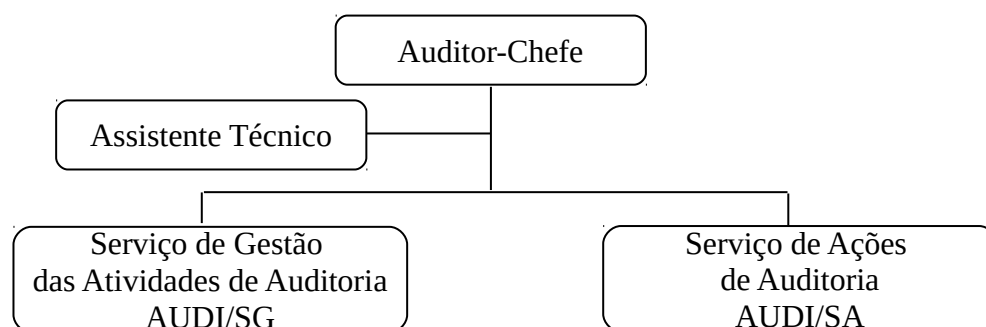 Auditor-Chefe
Assistente Técnico
Serviço de Gestão
das Atividades de Auditoria
AUDI/SG
Serviço de Ações
de Auditoria
AUDI/SA